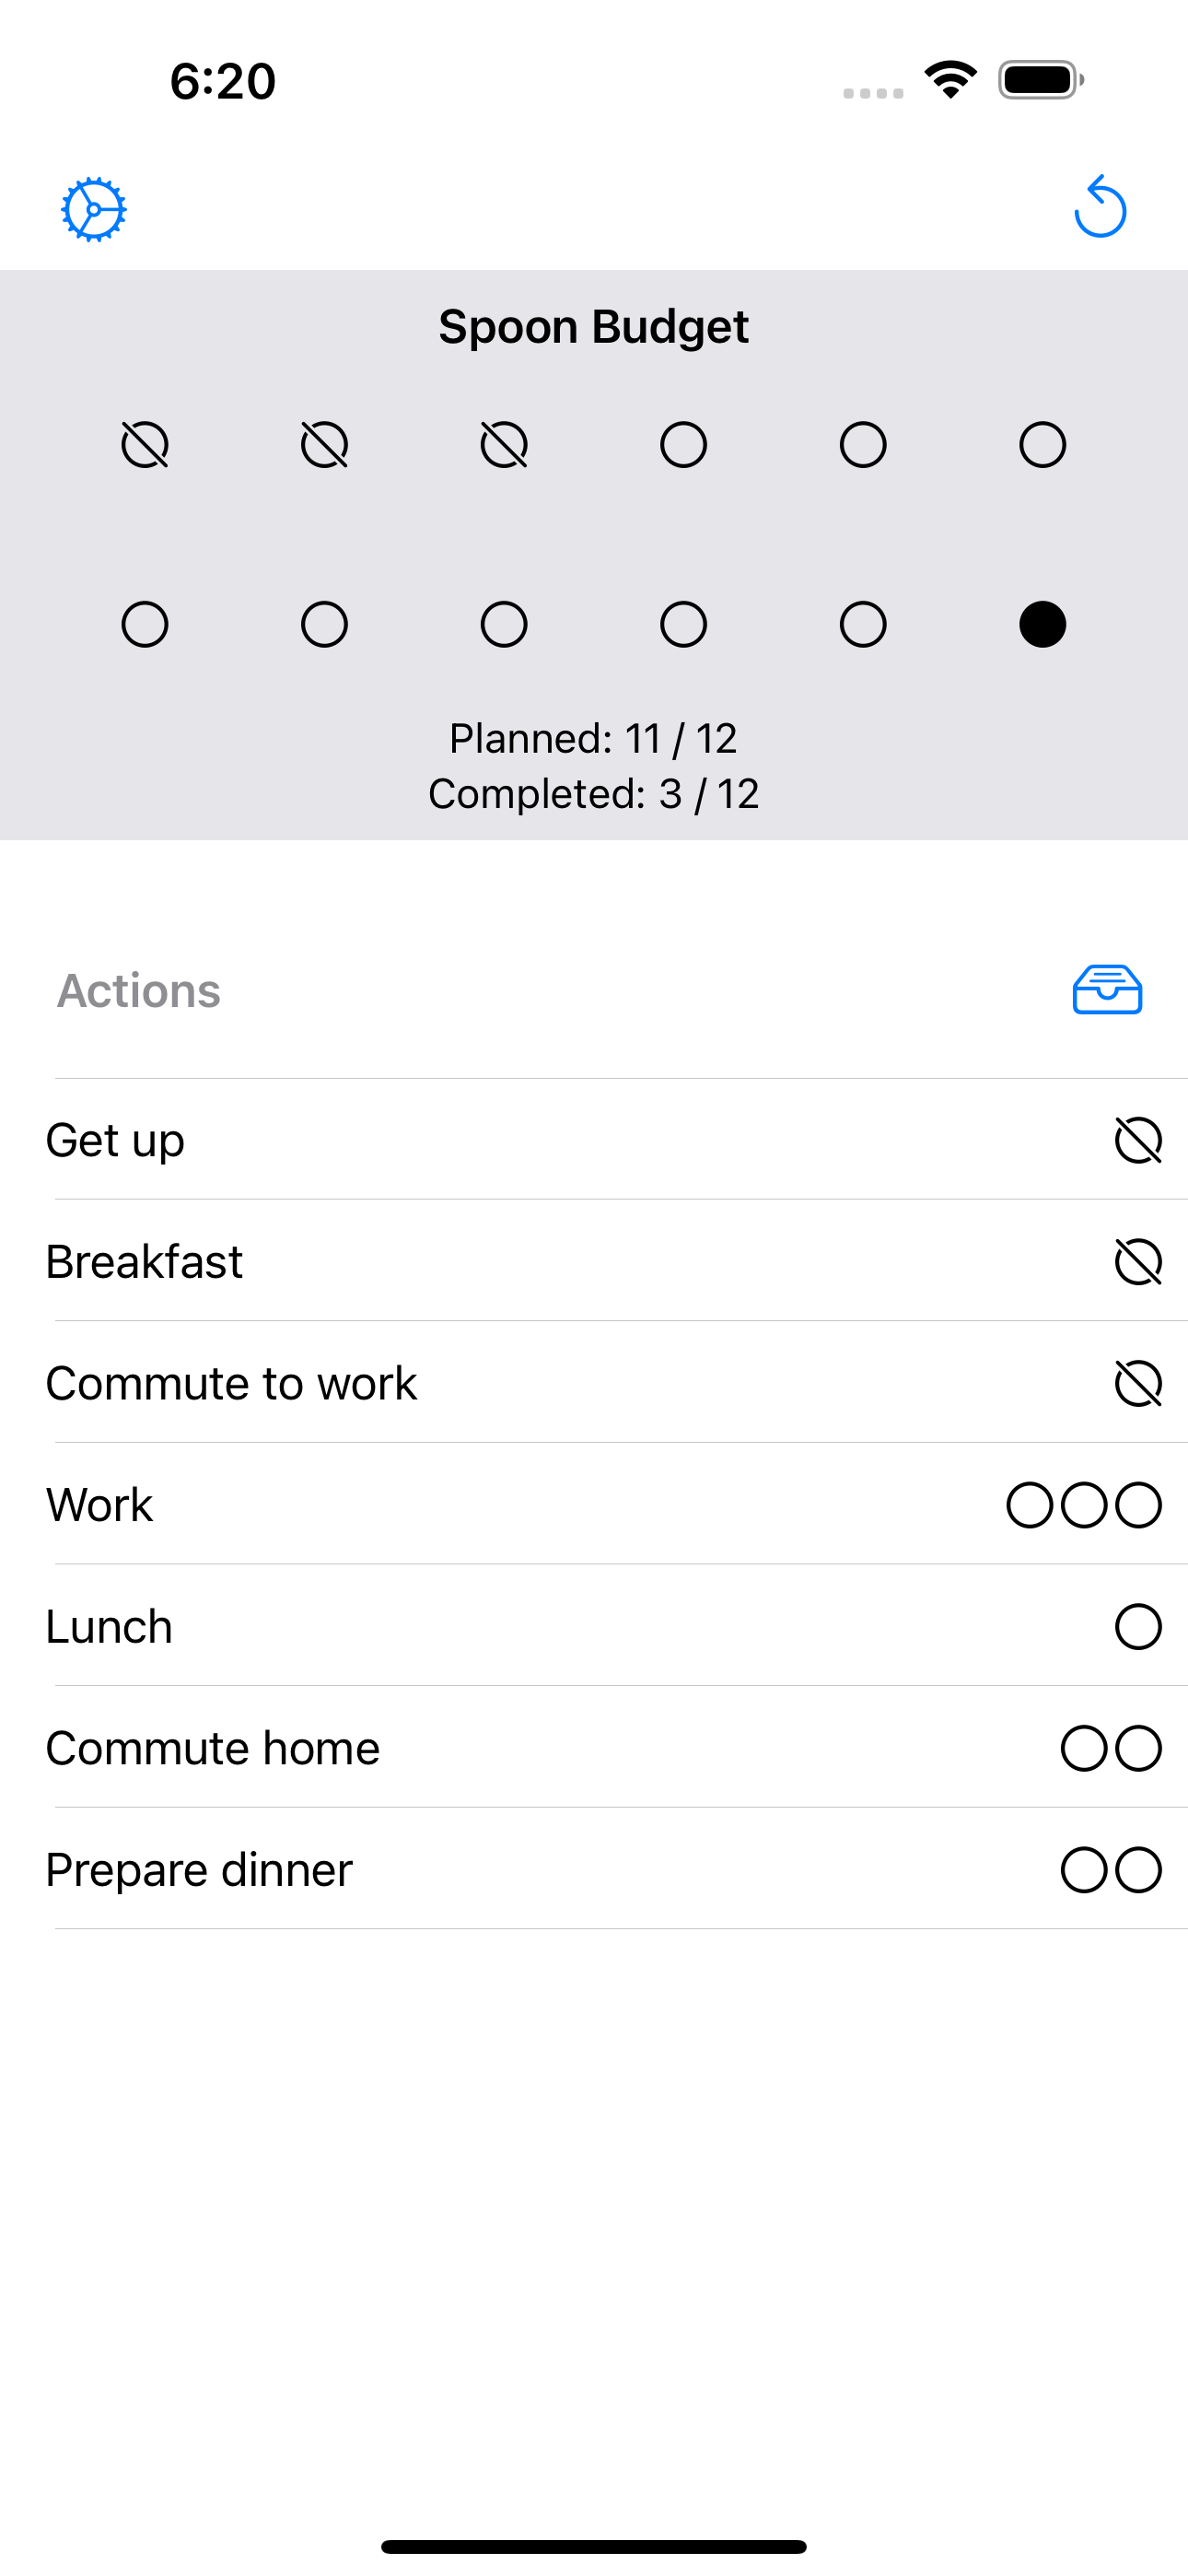 6:20
Spoon Budget
Planned: 11 / 12
Completed: 3 / 12
Actions
Get up
Breakfast
Commute to work
Work
Lunch
Commute home
Prepare dinner